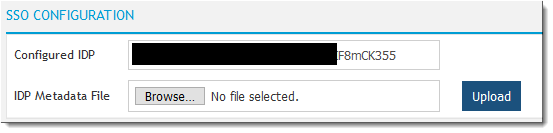 SSO CONFIGURATION
Configured IDP F8mCK355
IDP Metadata File Browse... No file selected. Upload